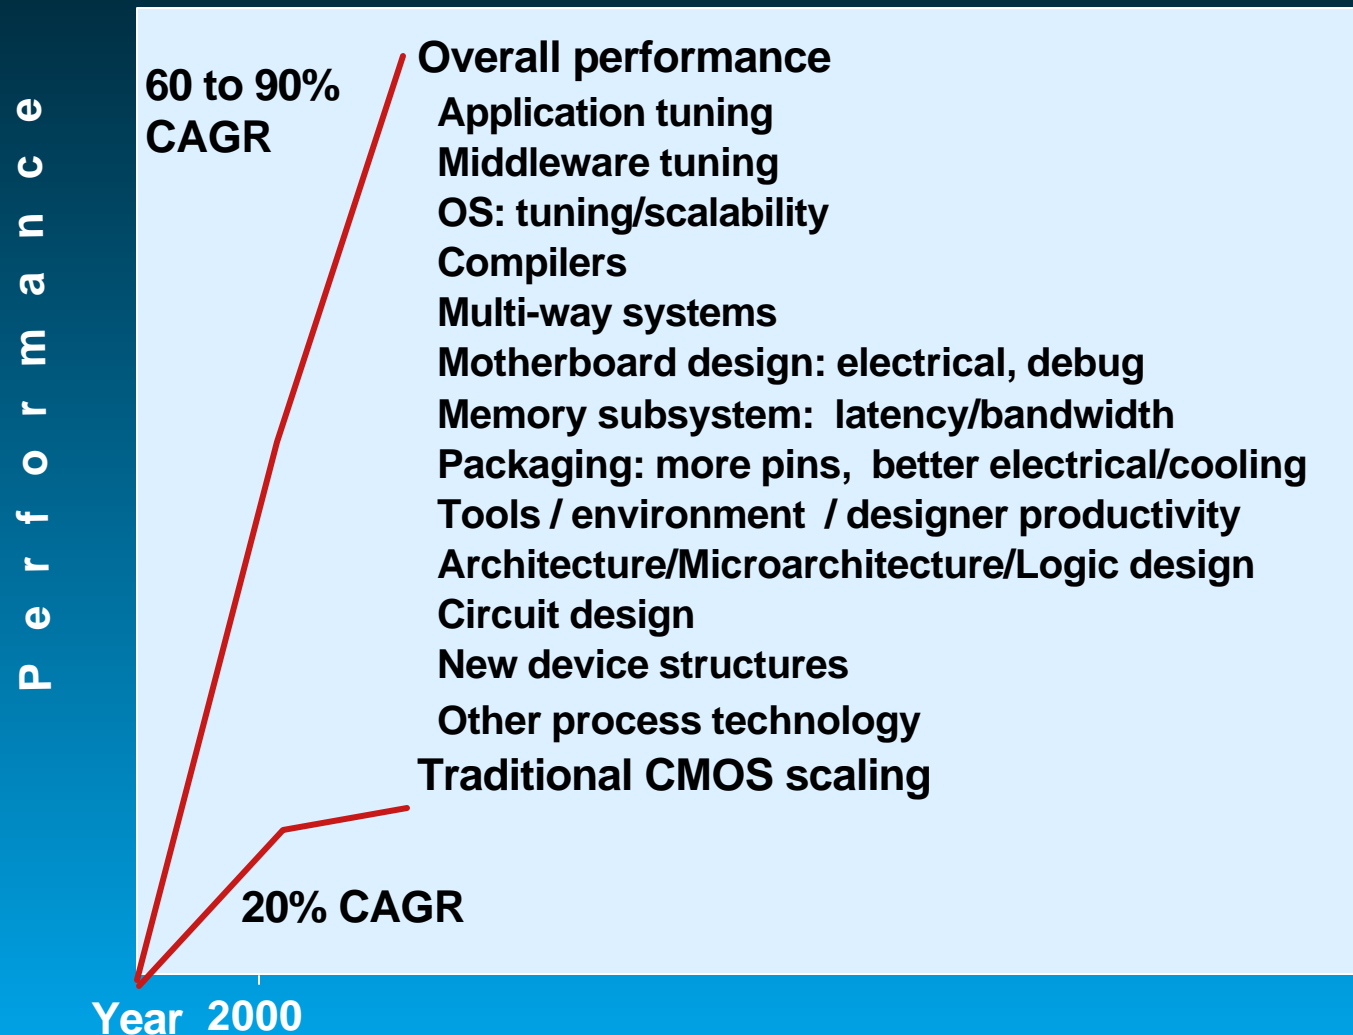 Performance
60 to 90%
CAGR
Overall performance
Application tuning
Middleware tuning
OS: tuning/scalability
Compilers
Multi-way systems
Motherboard design: electrical, debug
Memory subsystem:  latency/bandwidth
Packaging: more pins,  better electrical/cooling
Tools / environment  / designer productivity
Architecture/Microarchitecture/Logic design
Circuit design
New device structures
Other process technology
Traditional CMOS scaling
20% CAGR
Year 2000